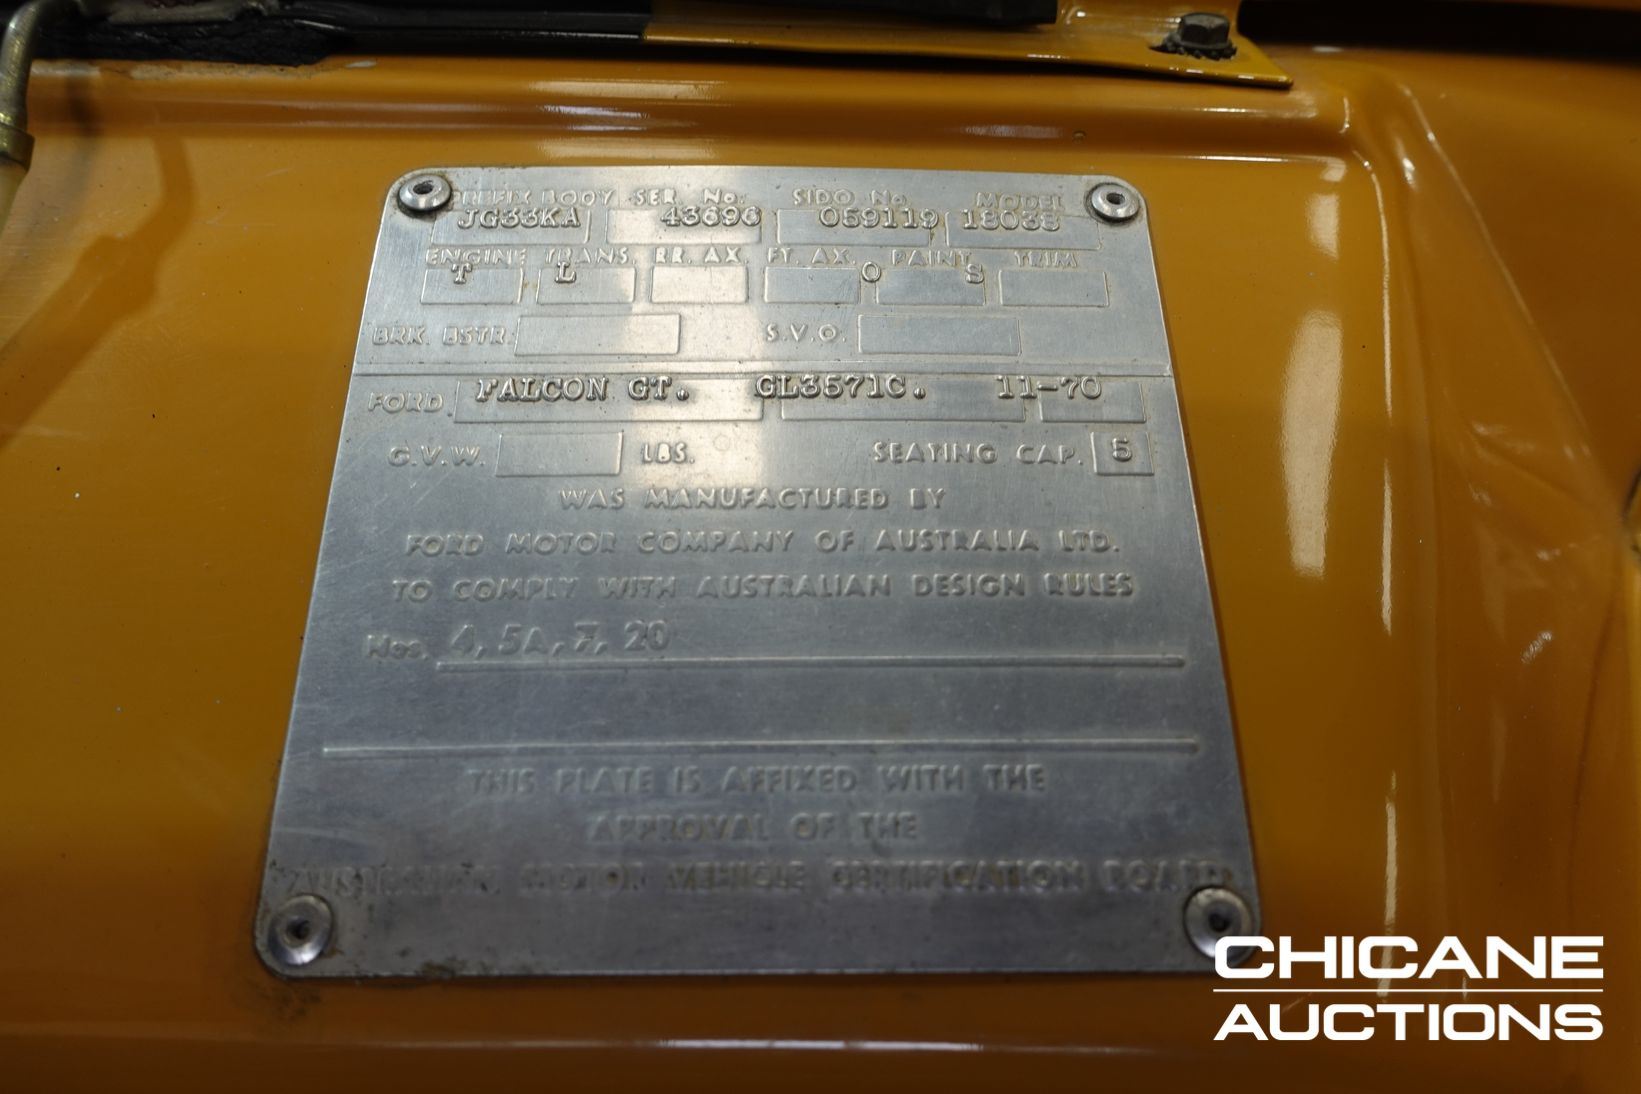 PREFIX BODY SER. No. SIDO No. MODEL
JG33KA 43696 059119 18038
ENGINE TRANS. RR. AX. FT. AX. PAINT TRIM
T L O S
BRK. BSTR. S.V.O.
FORD FALCON GT. CL3571C. 11-70
G.V.W. LBS. SEATING CAP. 5
WAS MANUFACTURED BY
FORD MOTOR COMPANY OF AUSTRALIA LTD.
TO COMPLY WITH AUSTRALIAN DESIGN RULES
Nos. 4, 5A, 7, 20
THIS PLATE IS AFFIXED WITH THE
APPROVAL OF THE
AUSTRALIAN MOTOR VEHICLE CERTIFICATION BOARD
CHICANE
AUCTIONS